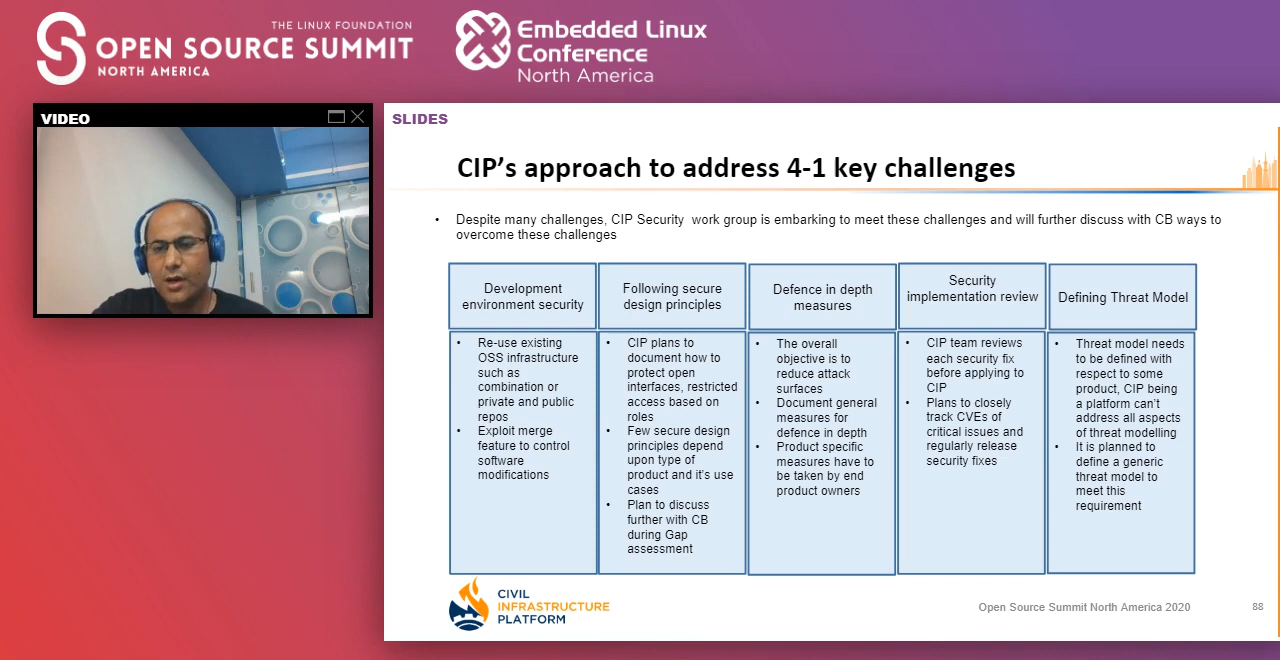 THE LINUX FOUNDATION
OPEN SOURCE SUMMIT
NORTH AMERICA
Embedded Linux
Conference
North America
VIDEO
SLIDES
CIP's approach to address 4-1 key challenges
• Despite many challenges, CIP Security work group is embarking to meet these challenges and will further discuss with CB ways to
overcome these challenges
Development
environment security
• Re-use existing
OSS infrastructure
such as
combination or
private and public
repos
• Exploit merge
feature to control
software
modifications
Following secure
design principles
• CIP plans to
document how to
protect open
interfaces, restricted
access based on
roles
• Few secure design
principles depend
upon type of
product and it's use
cases
• Plan to discuss
further with CB
during Gap
assessment
Defence in depth
measures
• The overall
objective is to
reduce attack
surfaces
• Document general
measures for
defence in depth
• Product specific
measures have to
be taken by end
product owners
Security
implementation review
• CIP team reviews
each security fix
before applying to
CIP
• Plans to closely
track CVEs of
critical issues and
regularly release
security fixes
Defining Threat Model
• Threat model needs
to be defined with
respect to some
product, CIP being
a platform can't
address all aspects
of threat modelling
• It is planned to
define a generic
threat model to
meet this
requirement
CIVIL
INFRASTRUCTURE
PLATFORM
Open Source Summit North America 2020
88